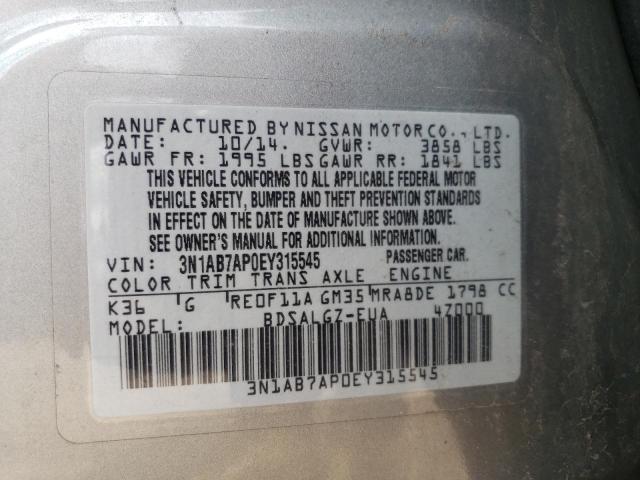 MANUFACTURED BY NISSAN MOTOR CO., LTD.
DATE: 10/14. GVWR: 3858 LBS
GAWR FR: 1995 LBS GAWR RR: 1841 LBS
THIS VEHICLE CONFORMS TO ALL APPLICABLE FEDERAL MOTOR
VEHICLE SAFETY, BUMPER AND THEFT PREVENTION STANDARDS
IN EFFECT ON THE DATE OF MANUFACTURE SHOWN ABOVE.
SEE OWNER'S MANUAL FOR ADDITIONAL INFORMATION.
VIN: 3N1AB7AP0EY315545 PASSENGER CAR.
COLOR TRIM TRANS AXLE ENGINE
K36 'G RE0F11A GM35 MRA8DE 1798 CC
MODEL: BDSALGZ-EUA 4Z000
3N1AB7AP0EY315545